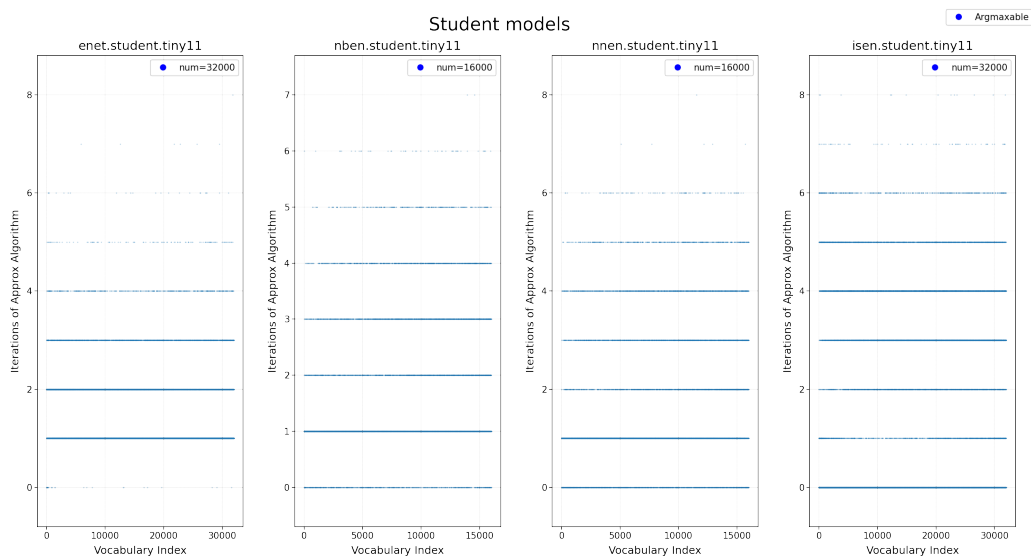 Student models
Argmaxable
enet.student.tiny11
num=32000
Iterations of Approx Algorithm
8
6
4
2
0
0 10000 20000 30000
Vocabulary Index
nben.student.tiny11
num=16000
Iterations of Approx Algorithm
7
6
5
4
3
2
1
0
0 5000 10000 15000
Vocabulary Index
nnen.student.tiny11
num=16000
Iterations of Approx Algorithm
8
6
4
2
0
0 5000 10000 15000
Vocabulary Index
isen.student.tiny11
num=32000
Iterations of Approx Algorithm
8
6
4
2
0
0 10000 20000 30000
Vocabulary Index